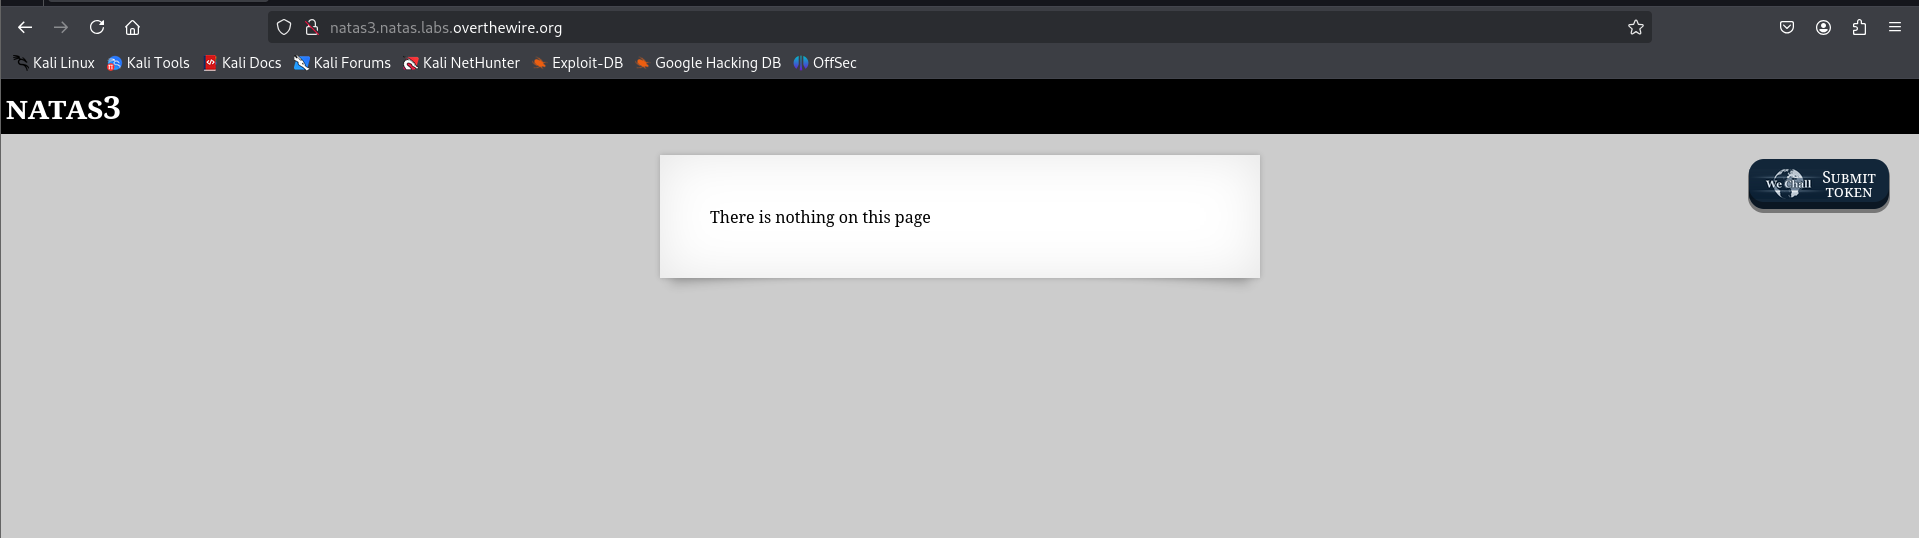 natas3.natas.labs.overthewire.org
Kali Linux Kali Tools Kali Docs Kali Forums Kali NetHunter Exploit-DB Google Hacking DB OffSec
NATAS3
There is nothing on this page
We Chall SUBMIT TOKEN